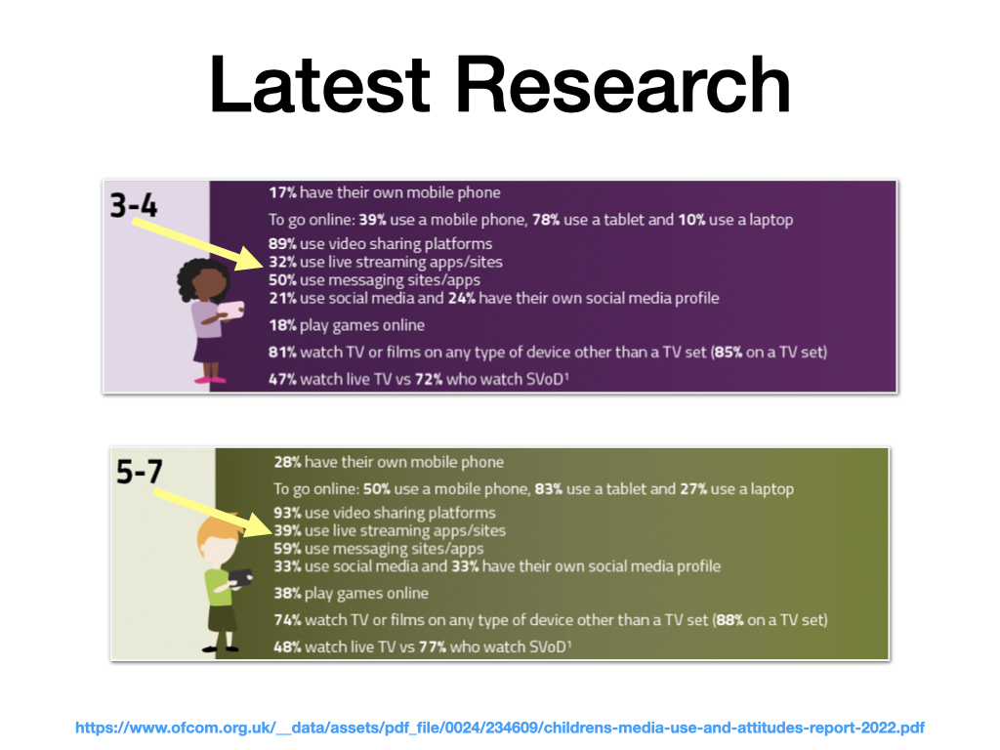 Latest Research
3-4
17% have their own mobile phone
To go online: 39% use a mobile phone, 78% use a tablet and 10% use a laptop
89% use video sharing platforms
32% use live streaming apps/sites
50% use messaging sites/apps
21% use social media and 24% have their own social media profile
18% play games online
81% watch TV or films on any type of device other than a TV set (85% on a TV set)
47% watch live TV vs 72% who watch SVoD¹
5-7
28% have their own mobile phone
To go online: 50% use a mobile phone, 83% use a tablet and 27% use a laptop
93% use video sharing platforms
39% use live streaming apps/sites
59% use messaging sites/apps
33% use social media and 33% have their own social media profile
38% play games online
74% watch TV or films on any type of device other than a TV set (88% on a TV set)
48% watch live TV vs 77% who watch SVoD¹
https://www.ofcom.org.uk/__data/assets/pdf_file/0024/234609/childrens-media-use-and-attitudes-report-2022.pdf